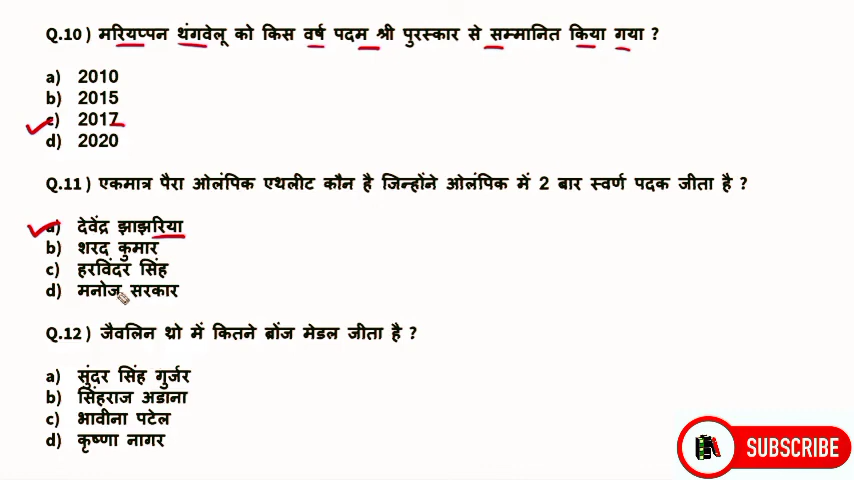 Q.10 ) मरियप्पन थंगवेलू को किस वर्ष पदम श्री पुरस्कार से सम्मानित किया गया ?
a) 2010
b) 2015
c) 2017
d) 2020
Q.11 ) एकमात्र पैरा ओलंपिक एथलीट कौन है जिन्होंने ओलंपिक में 2 बार स्वर्ण पदक जीता है ?
a) देवेंद्र झाझरिया
b) शरद कुमार
c) हरविंदर सिंह
d) मनोज सरकार
Q.12 ) जैवलिन थ्रो में कितने ब्रोंज मेडल जीता है ?
a) सुंदर सिंह गुर्जर
b) सिंहराज अडाना
c) भावीना पटेल
d) कृष्णा नागर
SUBSCRIBE